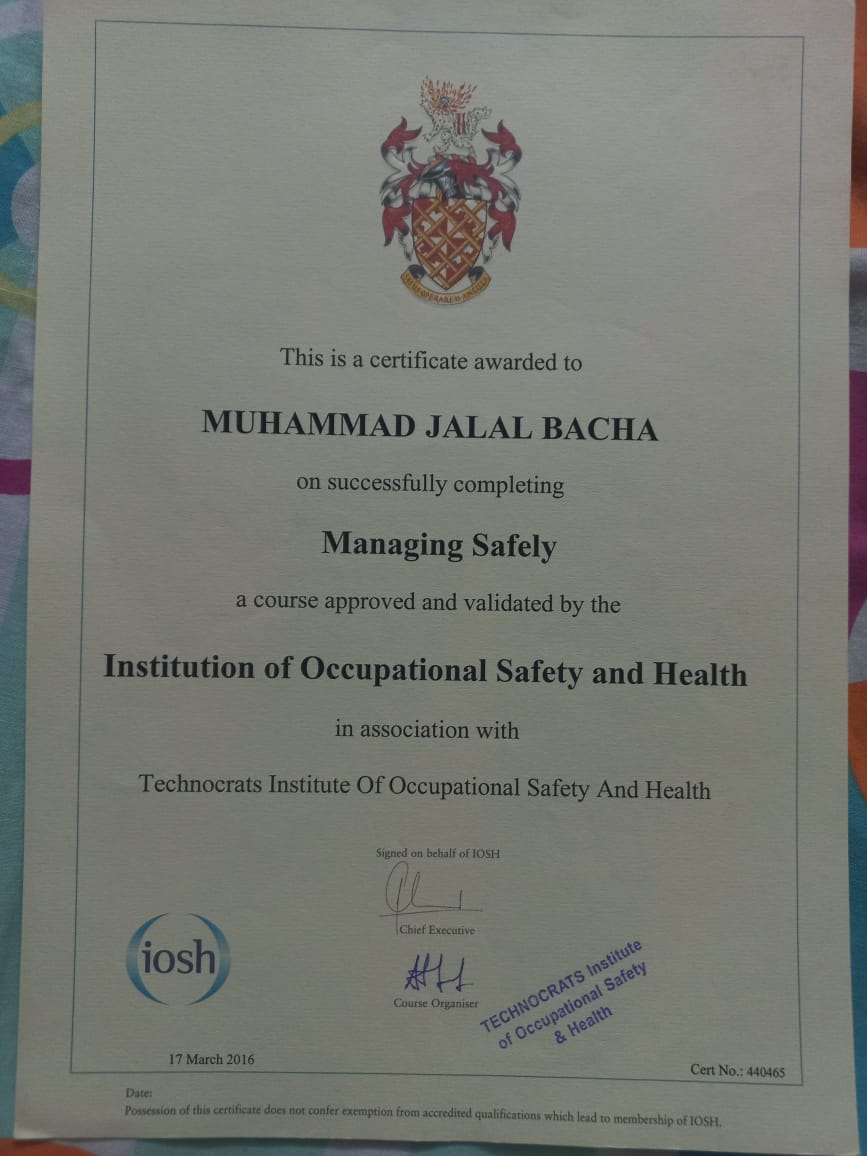 This is a certificate awarded to
MUHAMMAD JALAL BACHA
on successfully completing
Managing Safely
a course approved and validated by the
Institution of Occupational Safety and Health
in association with
Technocrats Institute Of Occupational Safety And Health
Signed on behalf of IOSH
Chief Executive
iosh
Course Organiser
TECHNOCRATS Institute
of Occupational Safety
& Health
17 March 2016
Cert No.: 440465
Date:
Possession of this certificate does not confer exemption from accredited qualifications which lead to membership of IOSH.